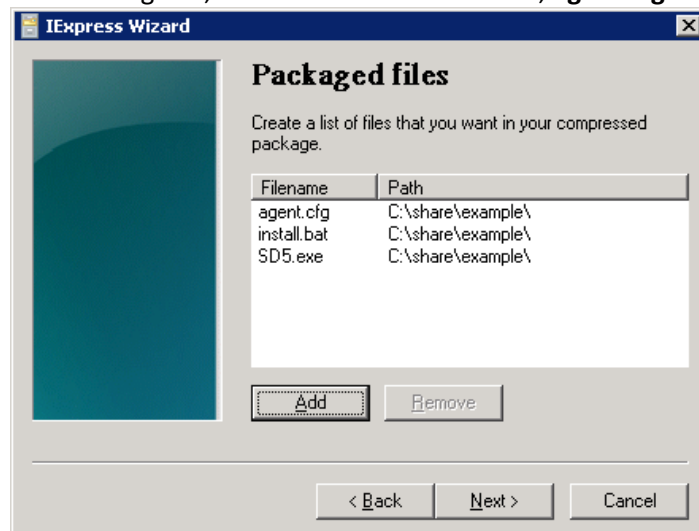 IExpress Wizard
Packaged files
Create a list of files that you want in your compressed
package.
Filename Path
agent.cfg C:\share\example\
install.bat C:\share\example\
SD5.exe C:\share\example\
Add Remove
< Back Next > Cancel